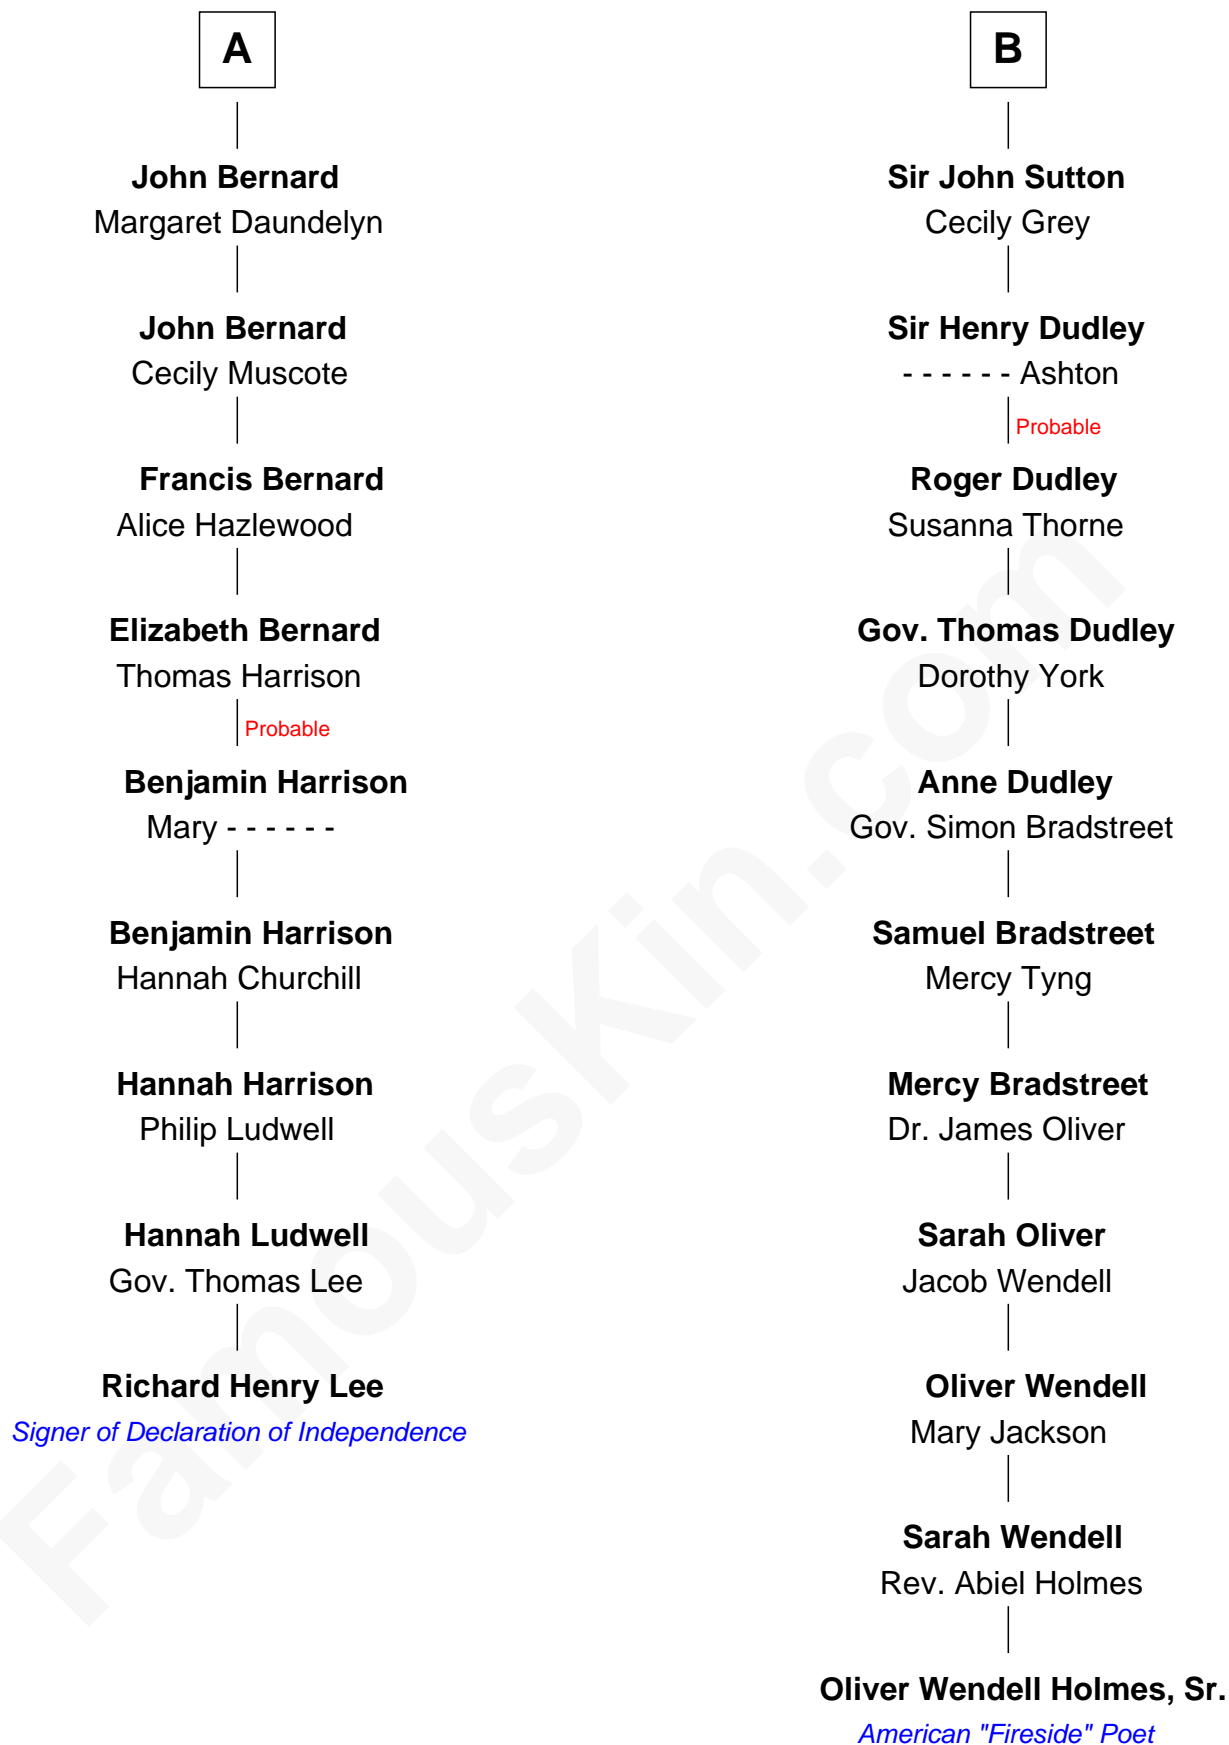 A
John Bernard
Margaret Daundelyn
John Bernard
Cecily Muscote
Francis Bernard
Alice Hazlewood
Elizabeth Bernard
Thomas Harrison
Probable
Benjamin Harrison
Mary - - - - - -
Benjamin Harrison
Hannah Churchill
Hannah Harrison
Philip Ludwell
Hannah Ludwell
Gov. Thomas Lee
Richard Henry Lee
Signer of Declaration of Independence
B
Sir John Sutton
Cecily Grey
Sir Henry Dudley
- - - - - - Ashton
Probable
Roger Dudley
Susanna Thorne
Gov. Thomas Dudley
Dorothy York
Anne Dudley
Gov. Simon Bradstreet
Samuel Bradstreet
Mercy Tyng
Mercy Bradstreet
Dr. James Oliver
Sarah Oliver
Jacob Wendell
Oliver Wendell
Mary Jackson
Sarah Wendell
Rev. Abiel Holmes
Oliver Wendell Holmes, Sr.
American "Fireside" Poet
FamousKin.com